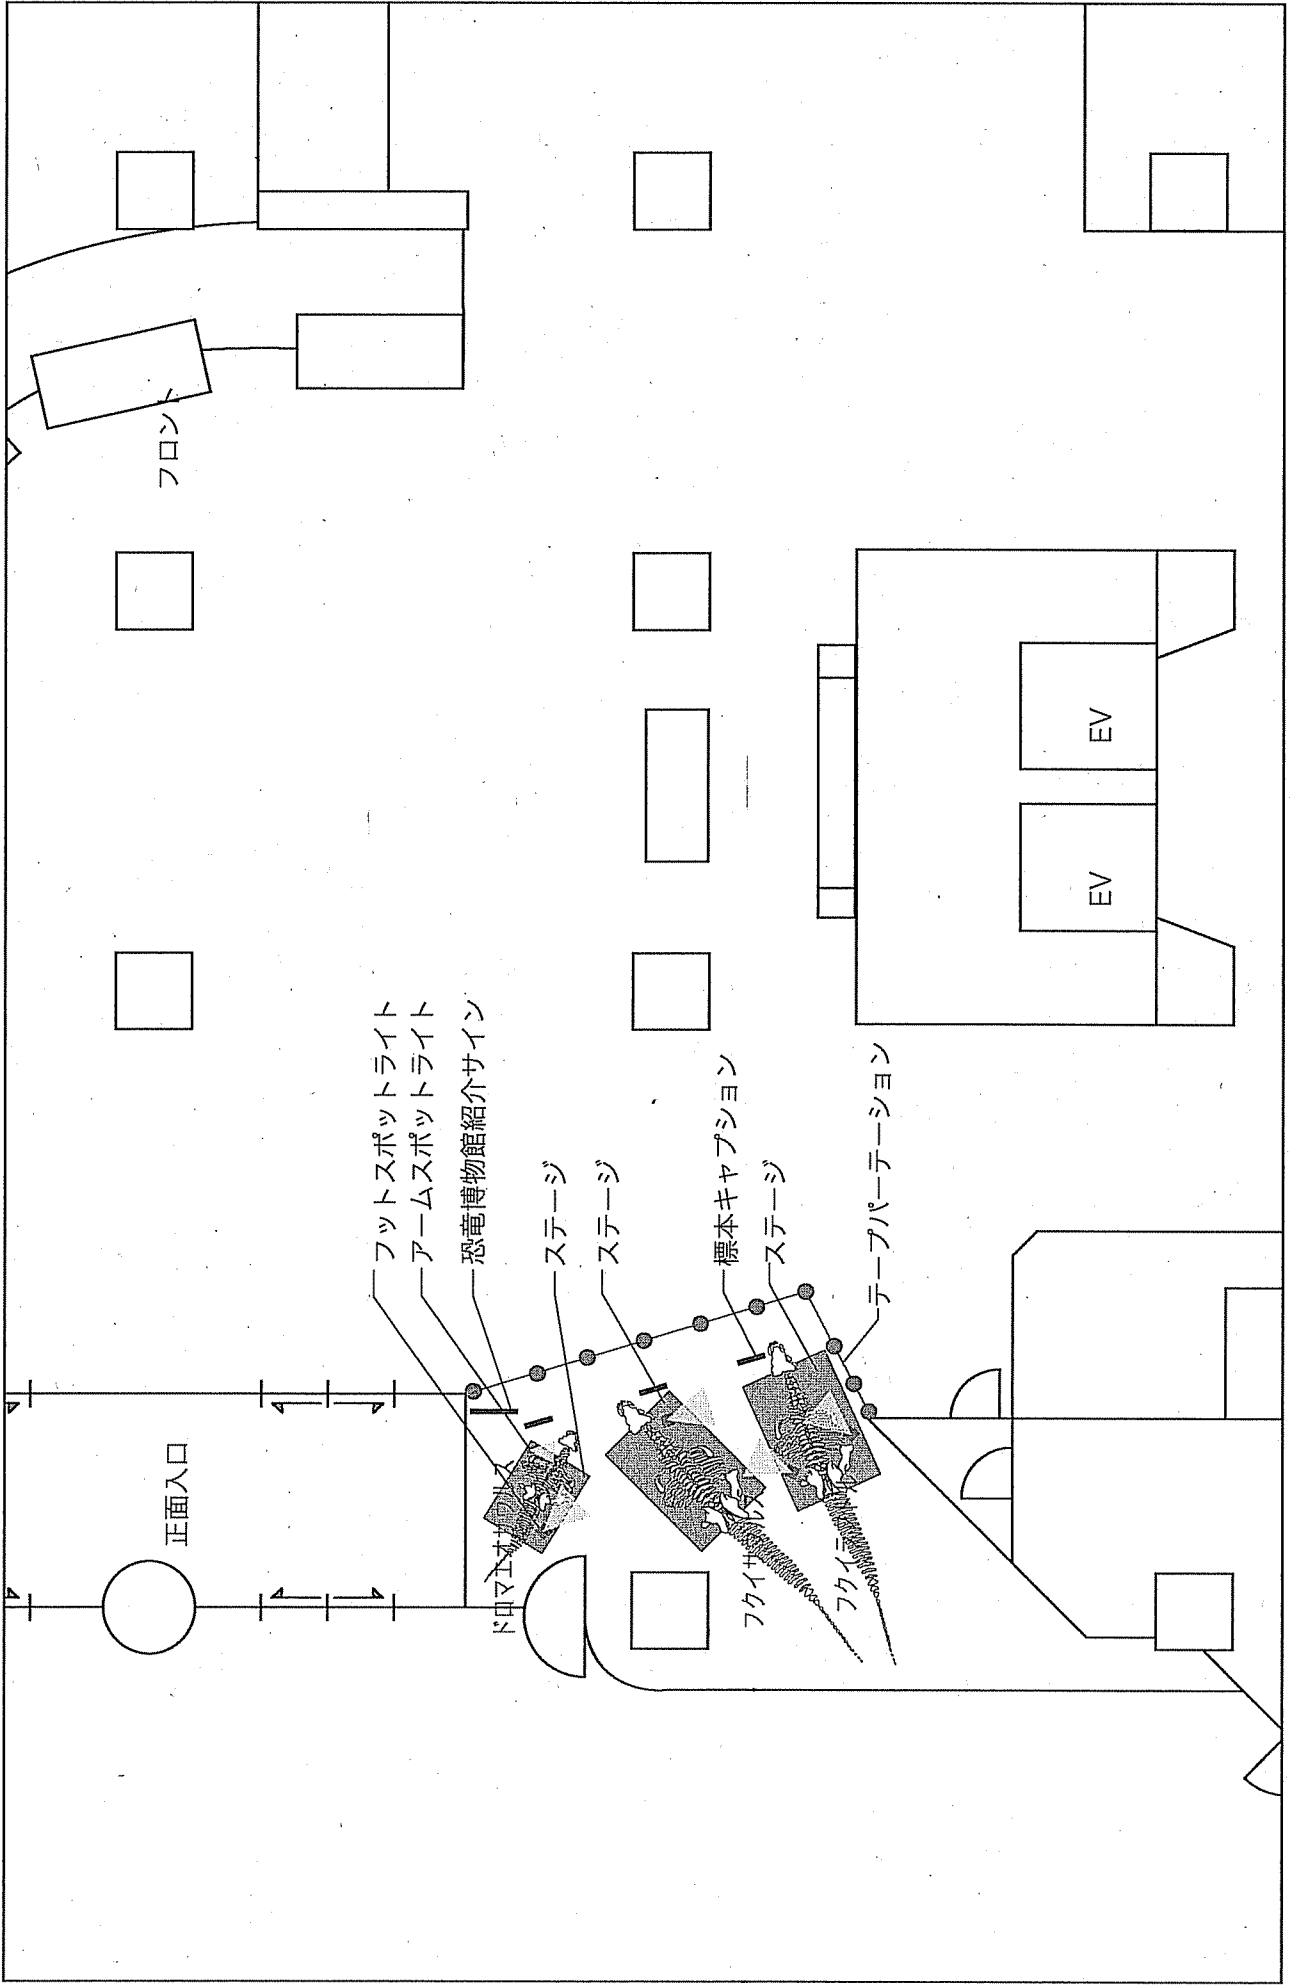 フロント
正面入口
フットスポットライト
アームスポットライト
恐竜博物館紹介サイン
ステージ
ステージ
標本キャプション
ステージ
テープパーテーション
EV
EV